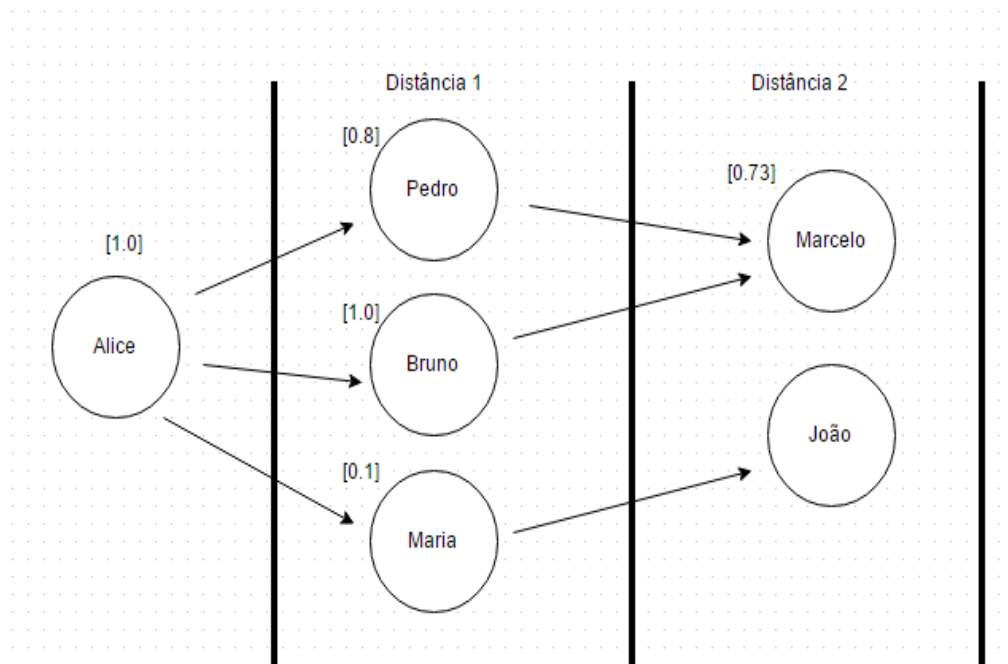 Distância 1
Distância 2
[0.8]
Pedro
[0.73]
Marcelo
[1.0]
Alice
[1.0]
Bruno
João
[0.1]
Maria